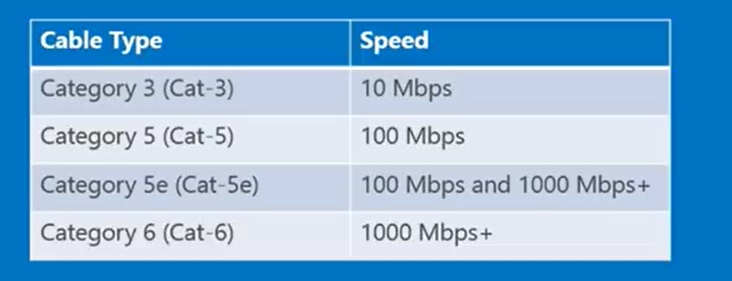 Cable Type Speed
Category 3 (Cat-3) 10 Mbps
Category 5 (Cat-5) 100 Mbps
Category 5e (Cat-5e) 100 Mbps and 1000 Mbps+
Category 6 (Cat-6) 1000 Mbps+